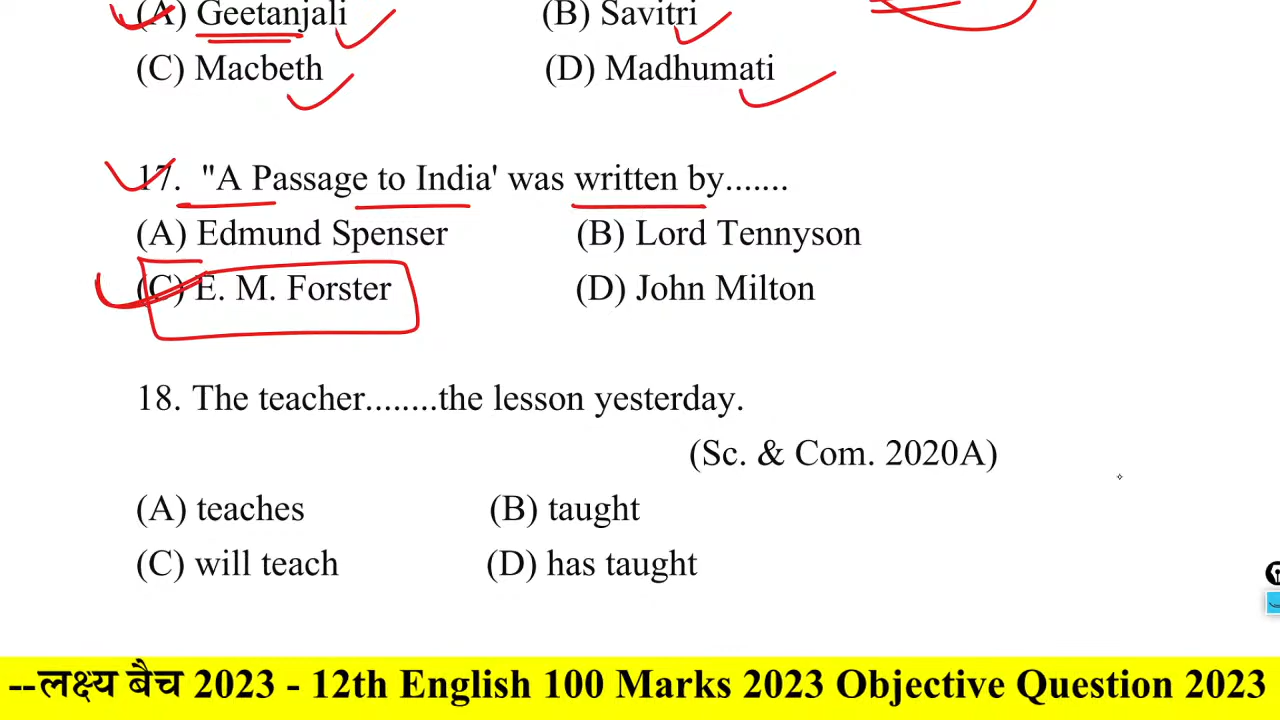 (A) Geetanjali (B) Savitri
(C) Macbeth (D) Madhumati
17. "A Passage to India' was written by.......
(A) Edmund Spenser (B) Lord Tennyson
(C) E. M. Forster (D) John Milton
18. The teacher........the lesson yesterday.
(Sc. & Com. 2020A)
(A) teaches (B) taught
(C) will teach (D) has taught
--लक्ष्य बैच 2023 - 12th English 100 Marks 2023 Objective Question 2023